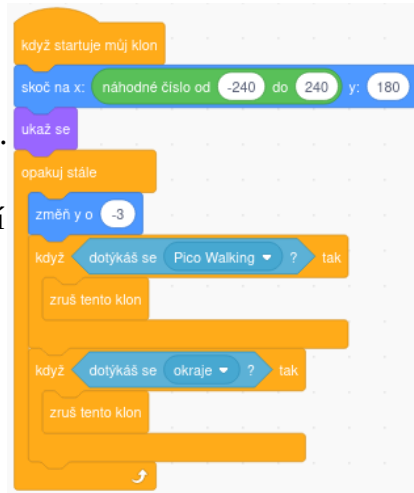 když startuje můj klon
skoč na x: náhodné číslo od -240 do 240 y: 180
ukaž se
.
opakuj stále
změň y o -3
í
když dotýkáš se Pico Walking ? tak
zruš tento klon
když dotýkáš se okraje ? tak
zruš tento klon